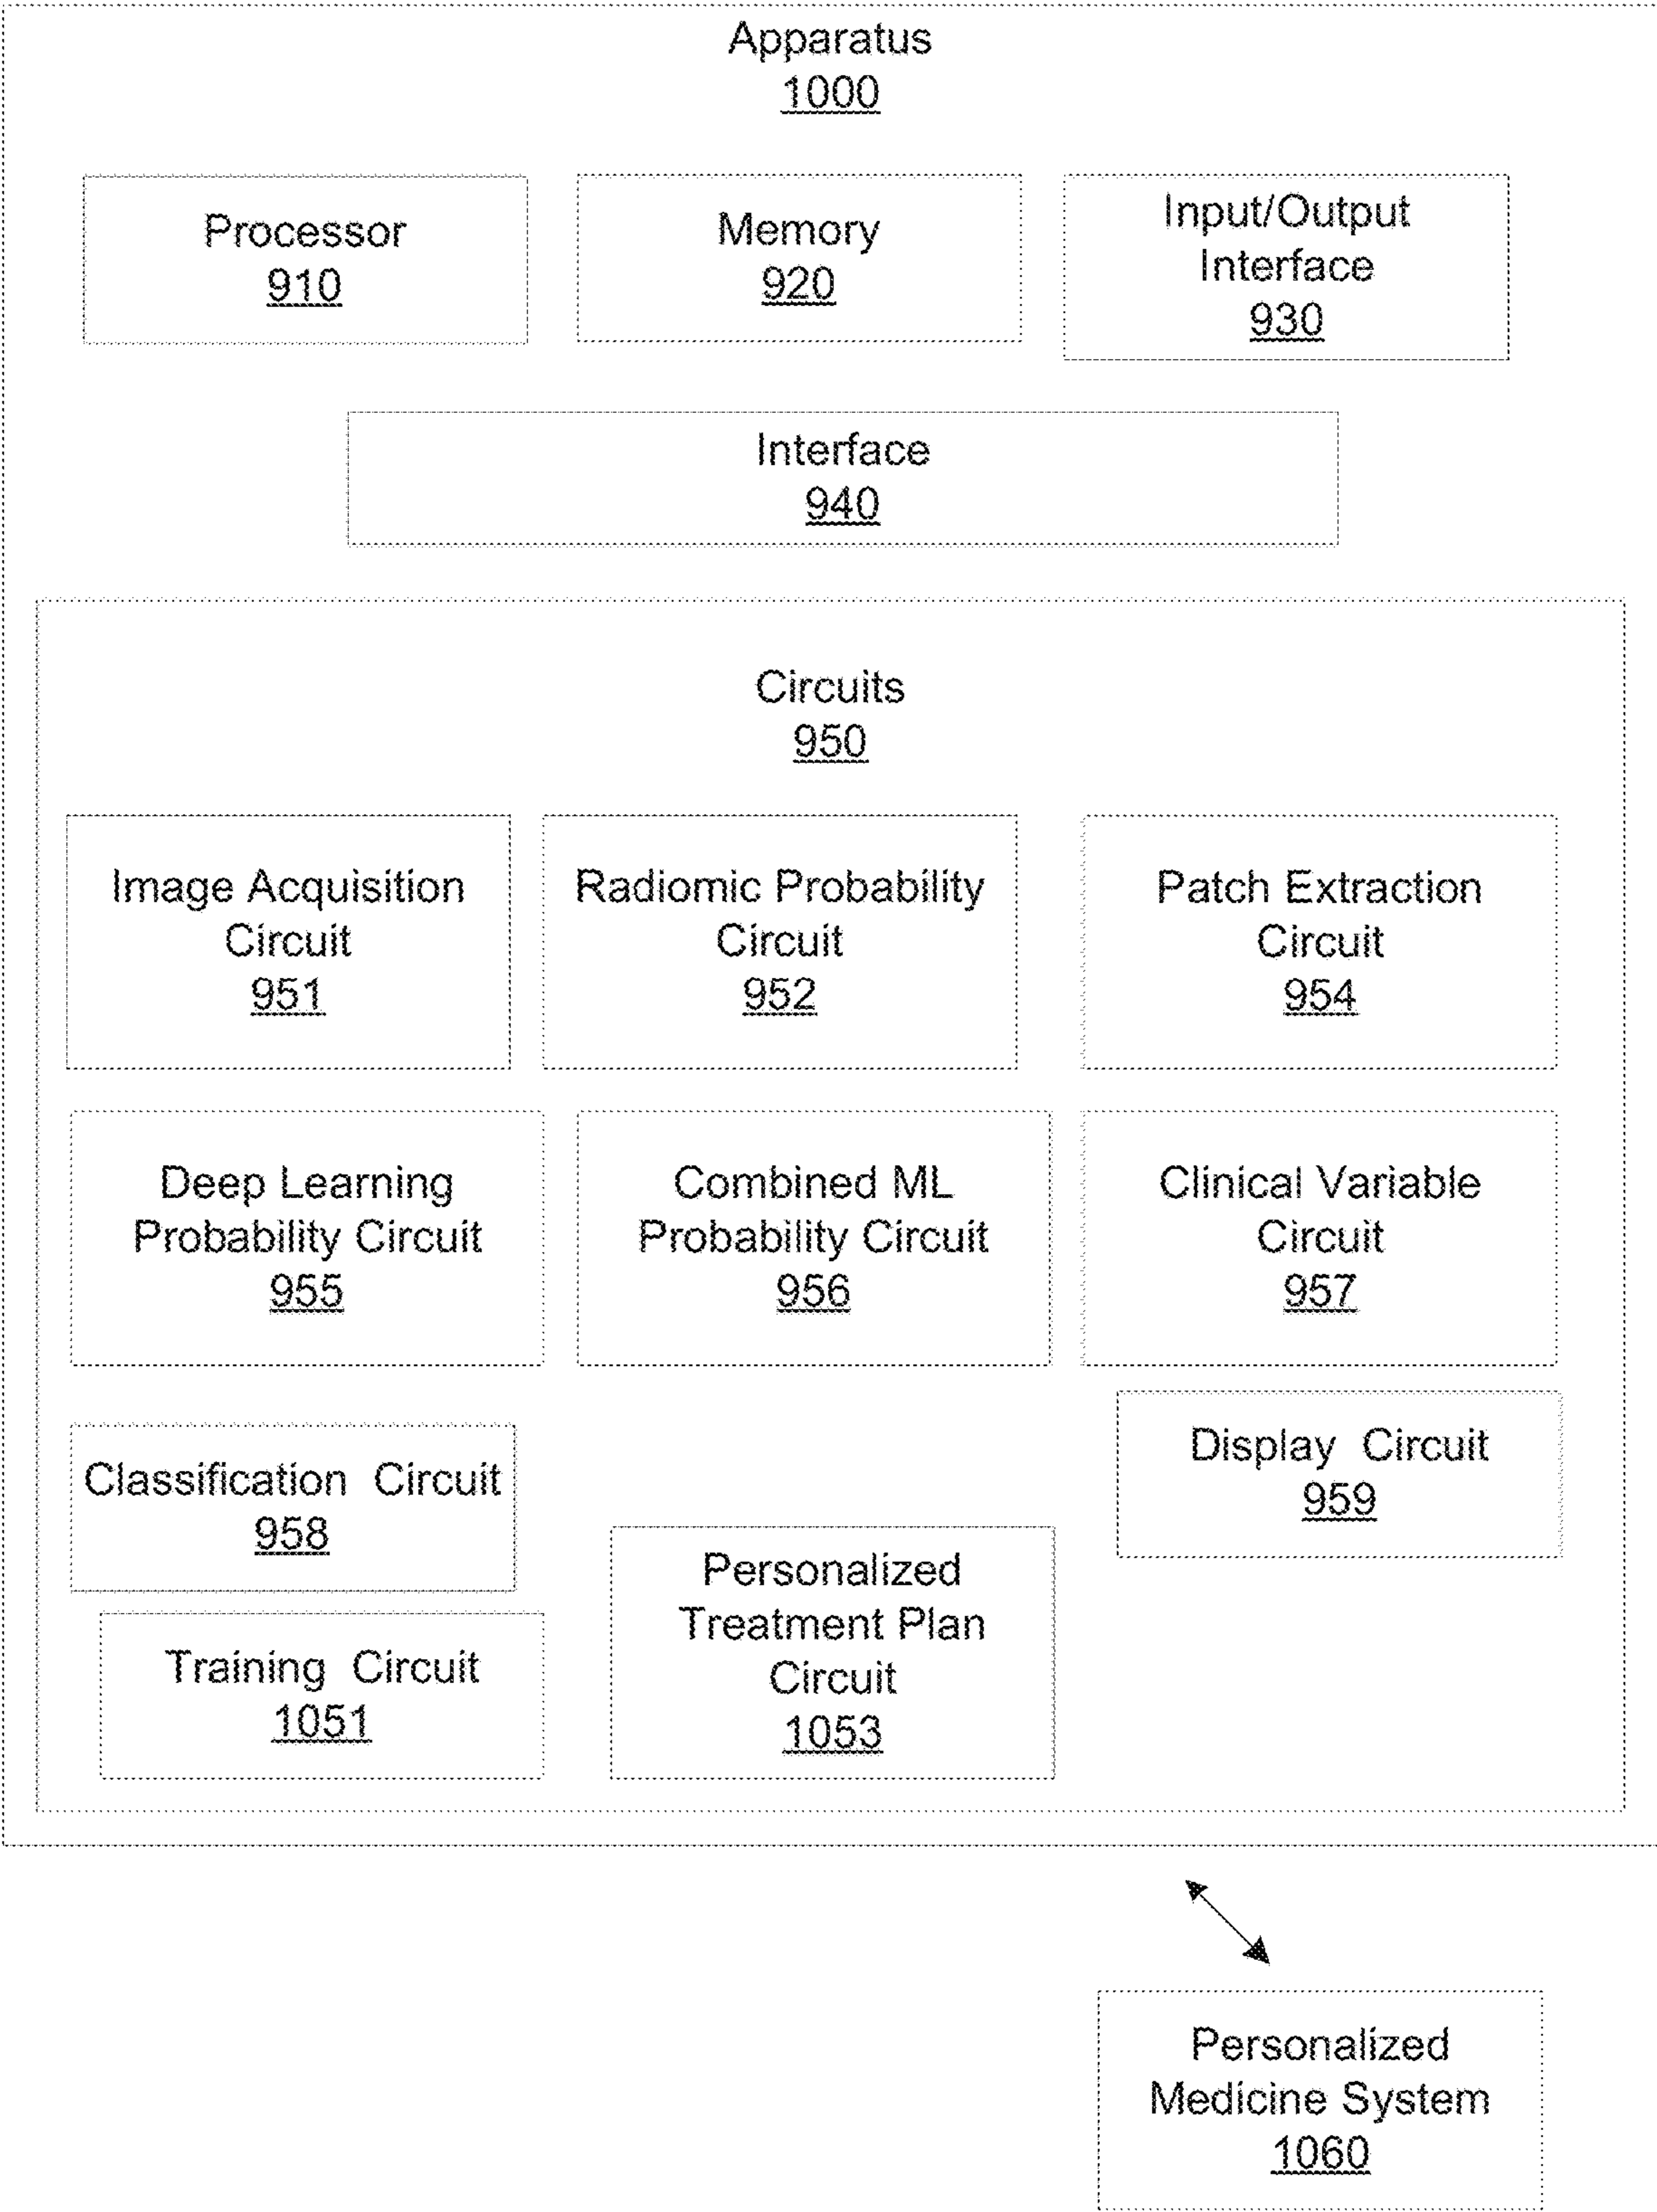 Apparatus
1000
Processor
910
Memory
920
Input/Output
Interface
930
Interface
940
Circuits
950
Image Acquisition
Circuit
951
Radiomic Probability
Circuit
952
Patch Extraction
Circuit
954
Deep Learning
Probability Circuit
955
Combined ML
Probability Circuit
956
Clinical Variable
Circuit
957
Classification Circuit
958
Display Circuit
959
Training Circuit
1051
Personalized
Treatment Plan
Circuit
1053
Personalized
Medicine System
1060